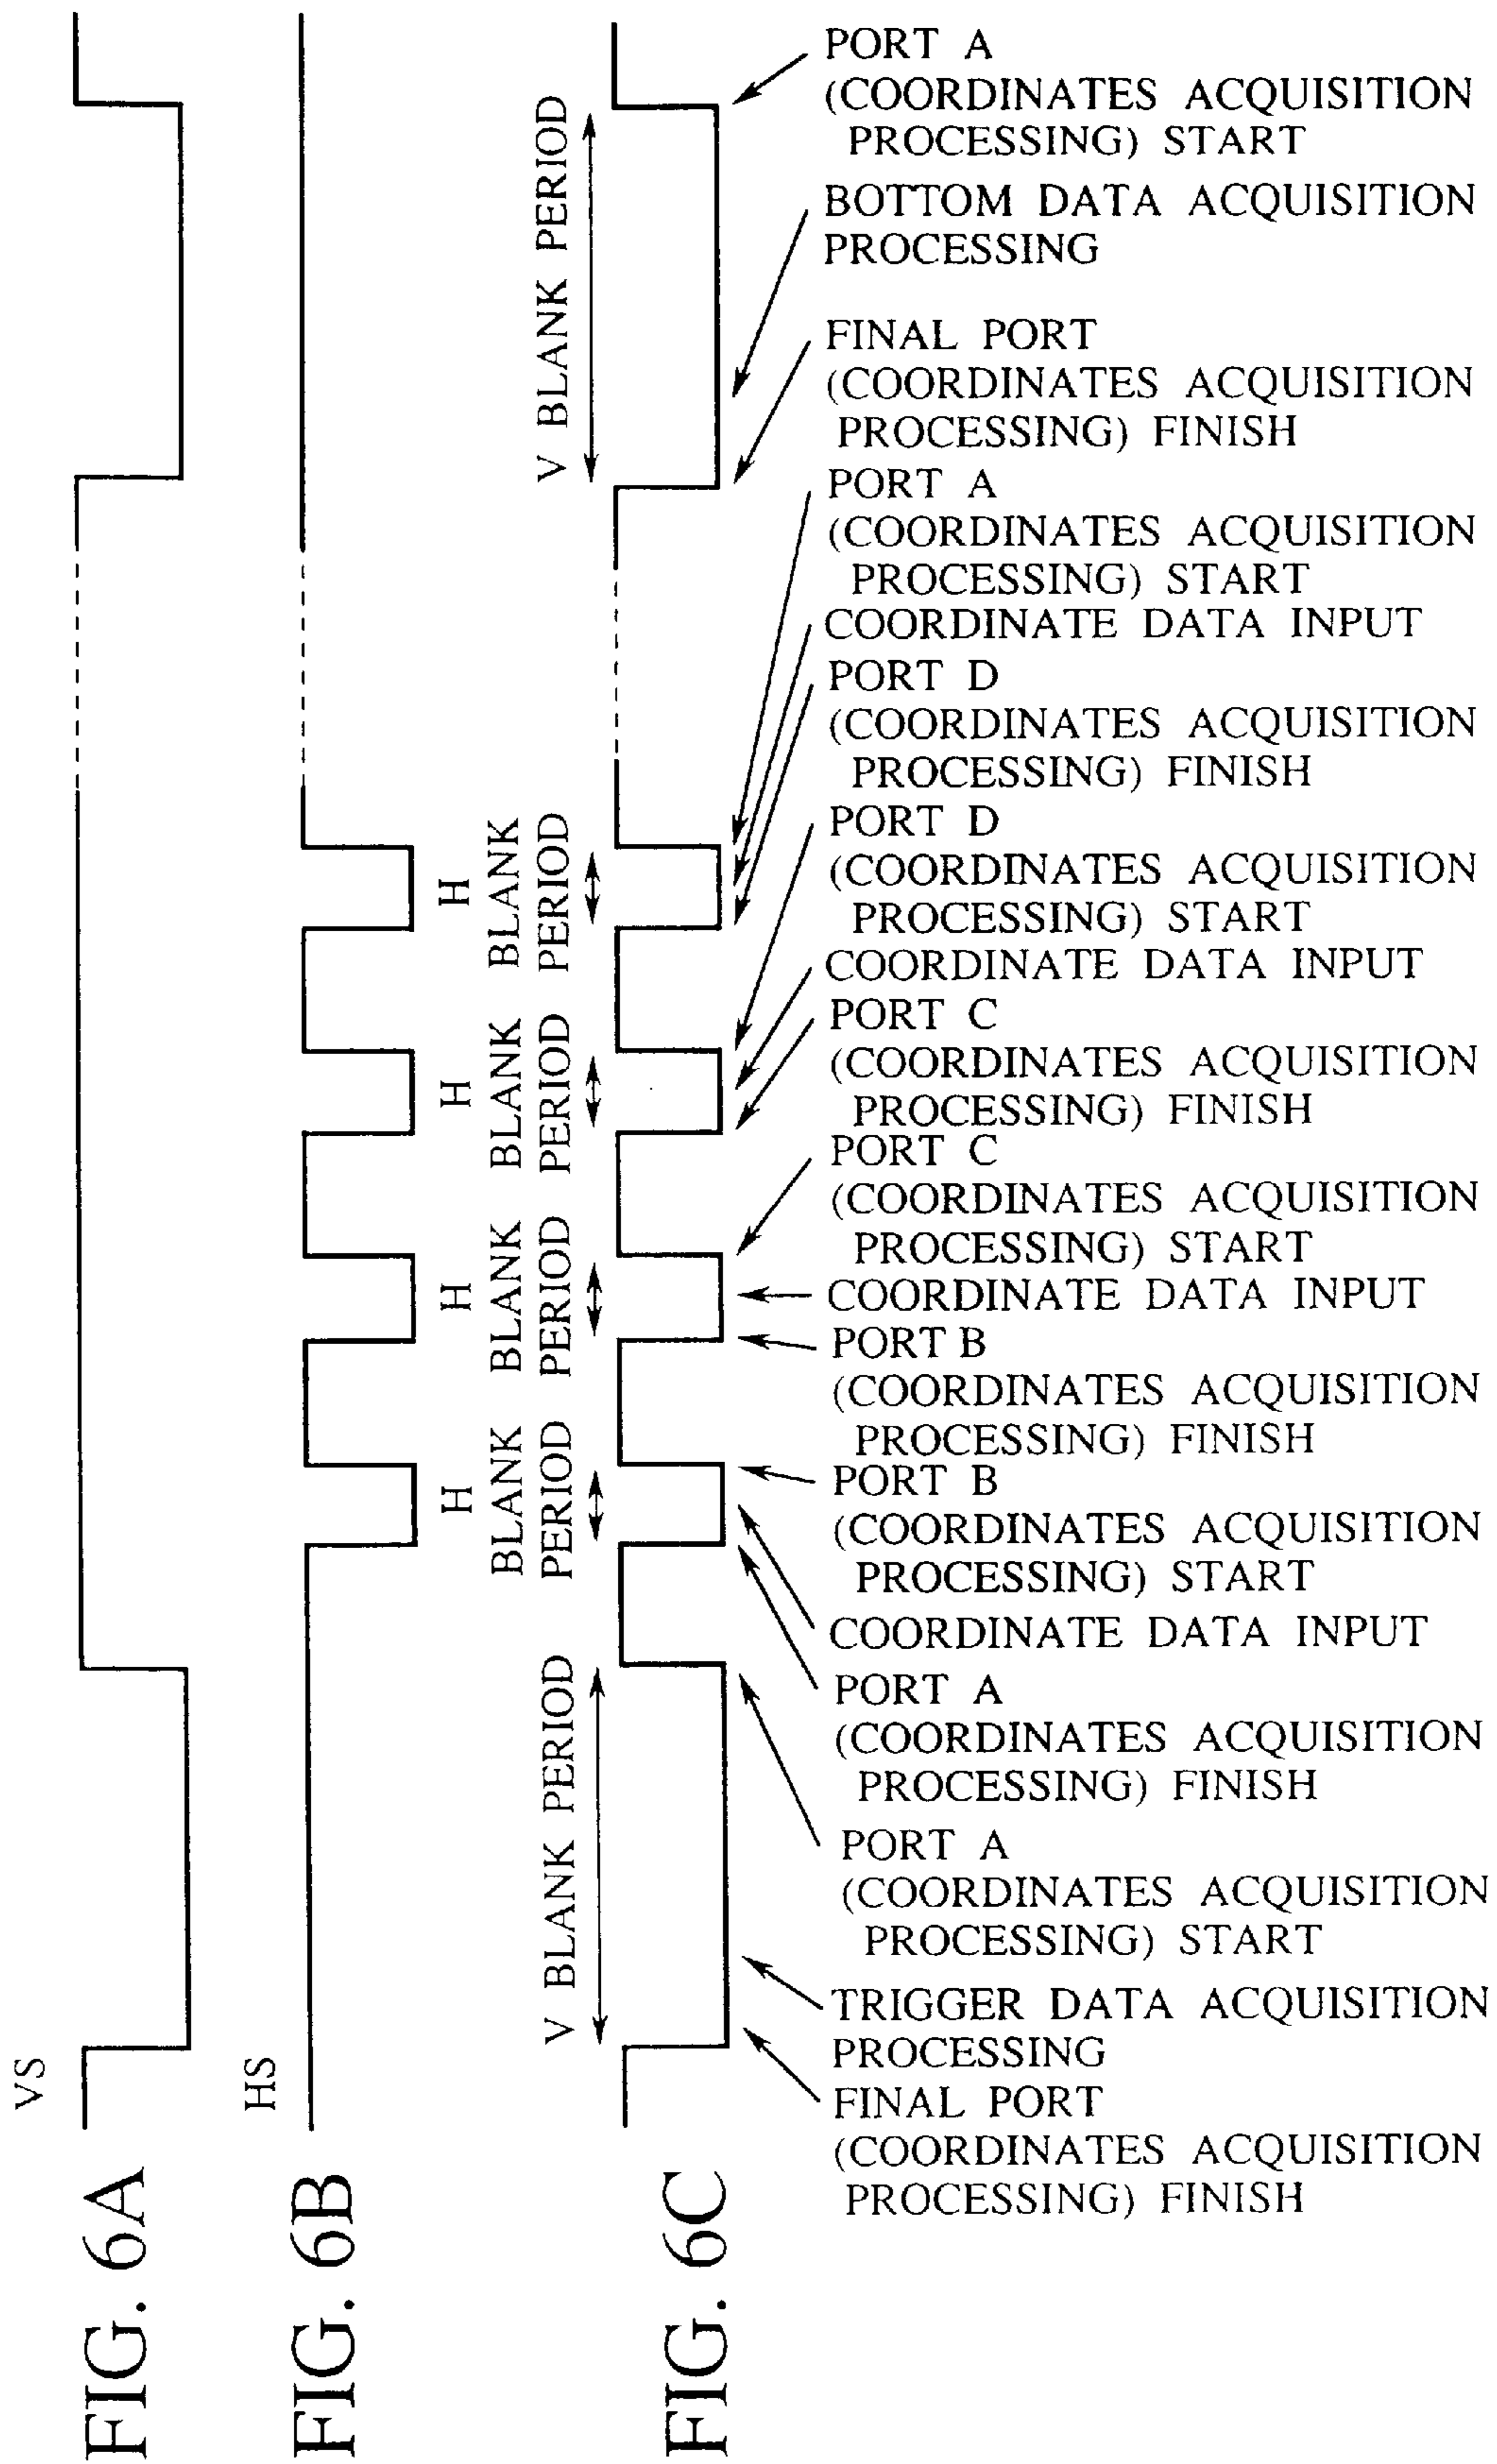 FIG. 6A
VS
FIG. 6B
HS
H
BLANK
PERIOD
H
BLANK
PERIOD
H
BLANK
PERIOD
H
BLANK
PERIOD
FIG. 6C
V BLANK PERIOD
V BLANK PERIOD
PORT A
(COORDINATES ACQUISITION
PROCESSING) START
BOTTOM DATA ACQUISITION
PROCESSING
FINAL PORT
(COORDINATES ACQUISITION
PROCESSING) FINISH
PORT A
(COORDINATES ACQUISITION
PROCESSING) START
COORDINATE DATA INPUT
PORT D
(COORDINATES ACQUISITION
PROCESSING) FINISH
PORT D
(COORDINATES ACQUISITION
PROCESSING) START
COORDINATE DATA INPUT
PORT C
(COORDINATES ACQUISITION
PROCESSING) FINISH
PORT C
(COORDINATES ACQUISITION
PROCESSING) START
COORDINATE DATA INPUT
PORT B
(COORDINATES ACQUISITION
PROCESSING) FINISH
PORT B
(COORDINATES ACQUISITION
PROCESSING) START
COORDINATE DATA INPUT
PORT A
(COORDINATES ACQUISITION
PROCESSING) FINISH
PORT A
(COORDINATES ACQUISITION
PROCESSING) START
TRIGGER DATA ACQUISITION
PROCESSING
FINAL PORT
(COORDINATES ACQUISITION
PROCESSING) FINISH